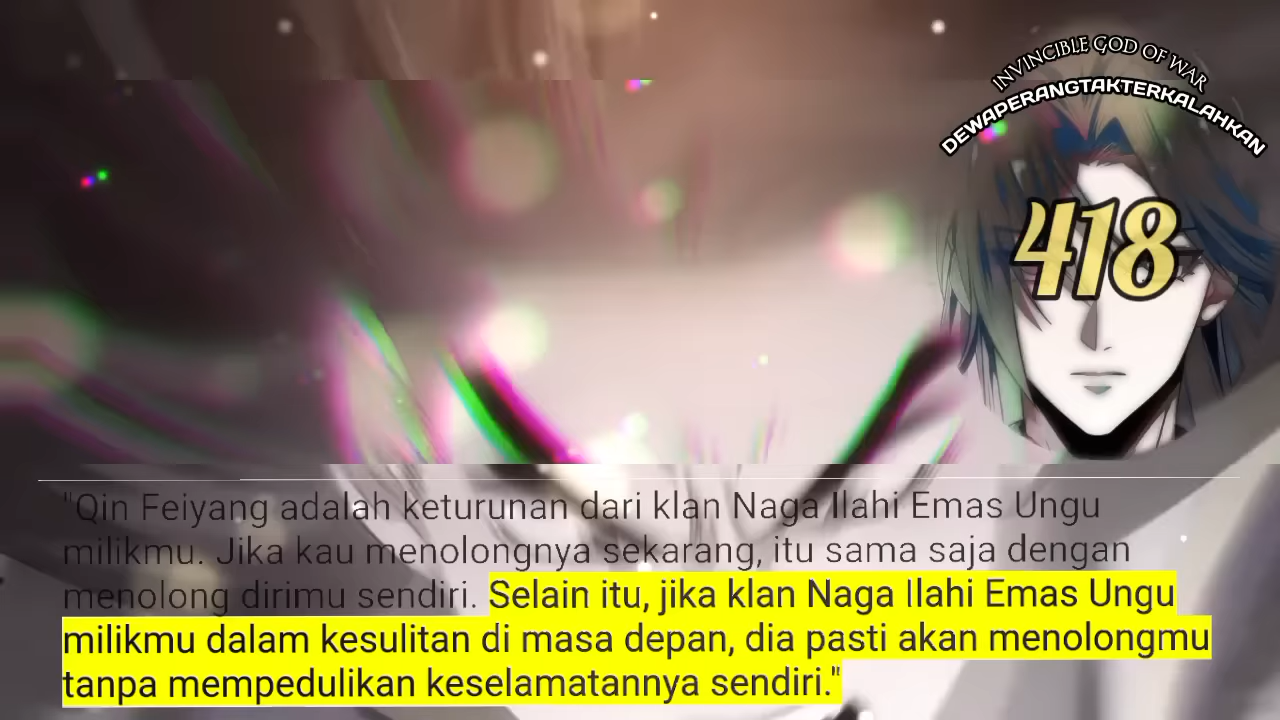 INVINCIBLE GOD OF WAR
DEWAPERANGTAKTERKALAHKAN
418
"Qin Feiyang adalah keturunan dari klan Naga Ilahi Emas Ungu
milikmu. Jika kau menolongnya sekarang, itu sama saja dengan
menolong dirimu sendiri. Selain itu, jika klan Naga Ilahi Emas Ungu
milikmu dalam kesulitan di masa depan, dia pasti akan menolongmu
tanpa mempedulikan keselamatannya sendiri."